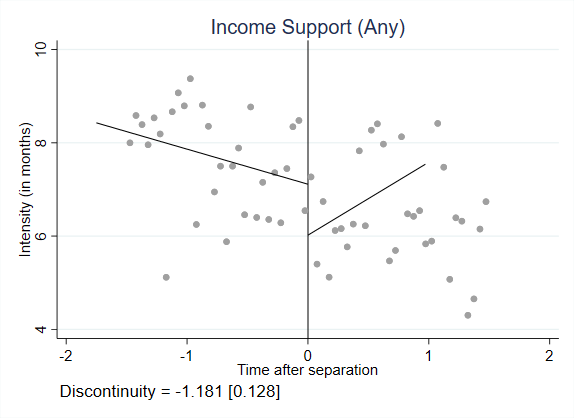 Income Support (Any)
10
8
6
4
Intensity (in months)
-2 -1 0 1 2
Time after separation
Discontinuity = -1.181 [0.128]